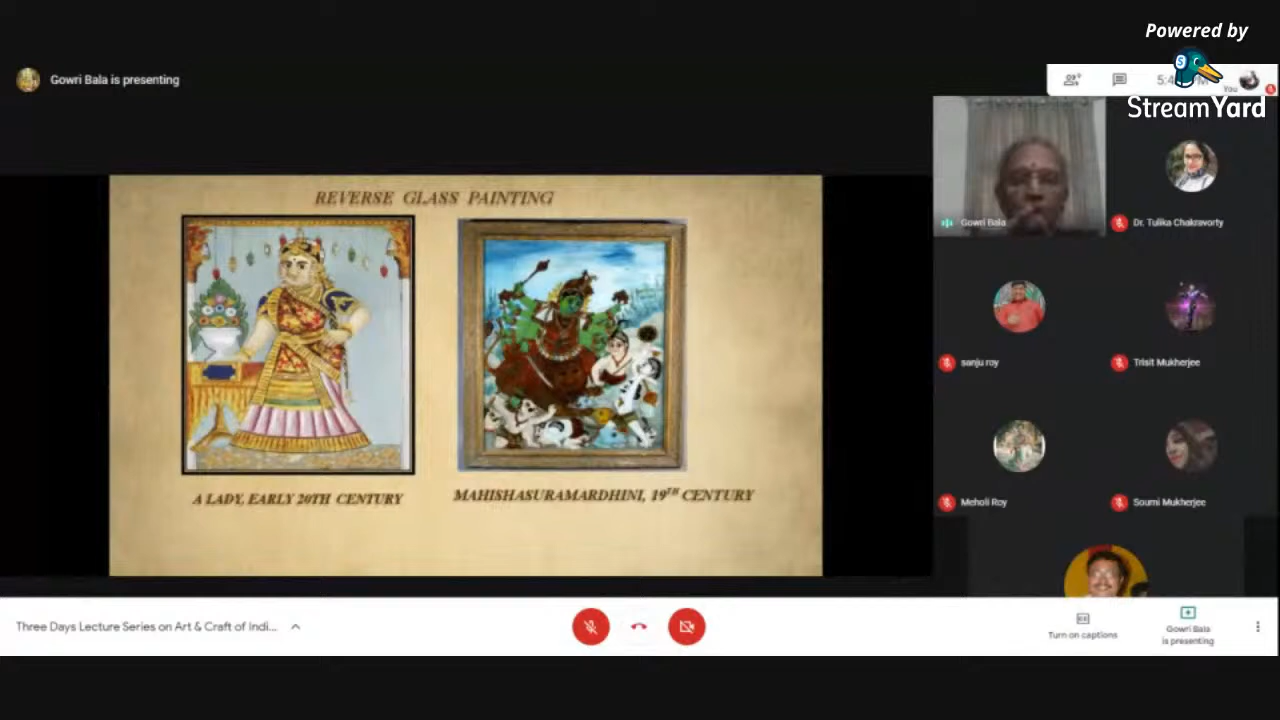 Powered by
StreamYard
Gowri Bala is presenting
You
REVERSE GLASS PAINTING
A LADY, EARLY 20TH CENTURY
MAHISHASURAMARDHINI, 19TH CENTURY
Gowri Bala
Dr. Tulika Chakravorty
sanju roy
Trisit Mukherjee
Meholi Roy
Soumi Mukherjee
Three Days Lecture Series on Art & Craft of Indi...
Turn on captions
Gowri Bala
is presenting